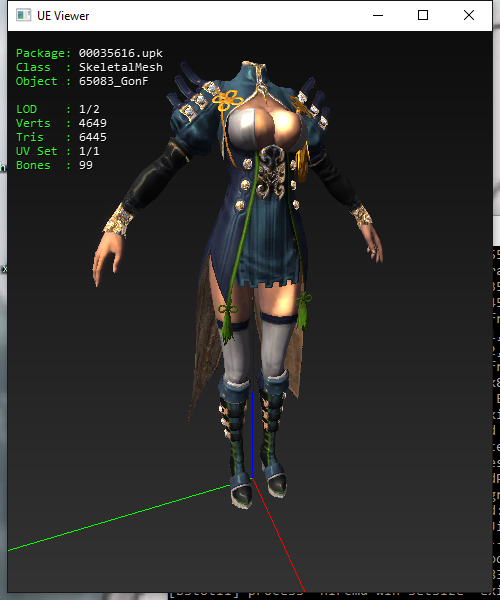 UE Viewer
Package: 00035616.upk
Class : SkeletalMesh
Object : 65083_GonF
LOD : 1/2
Verts : 4649
Tris : 6445
UV Set : 1/1
Bones : 99